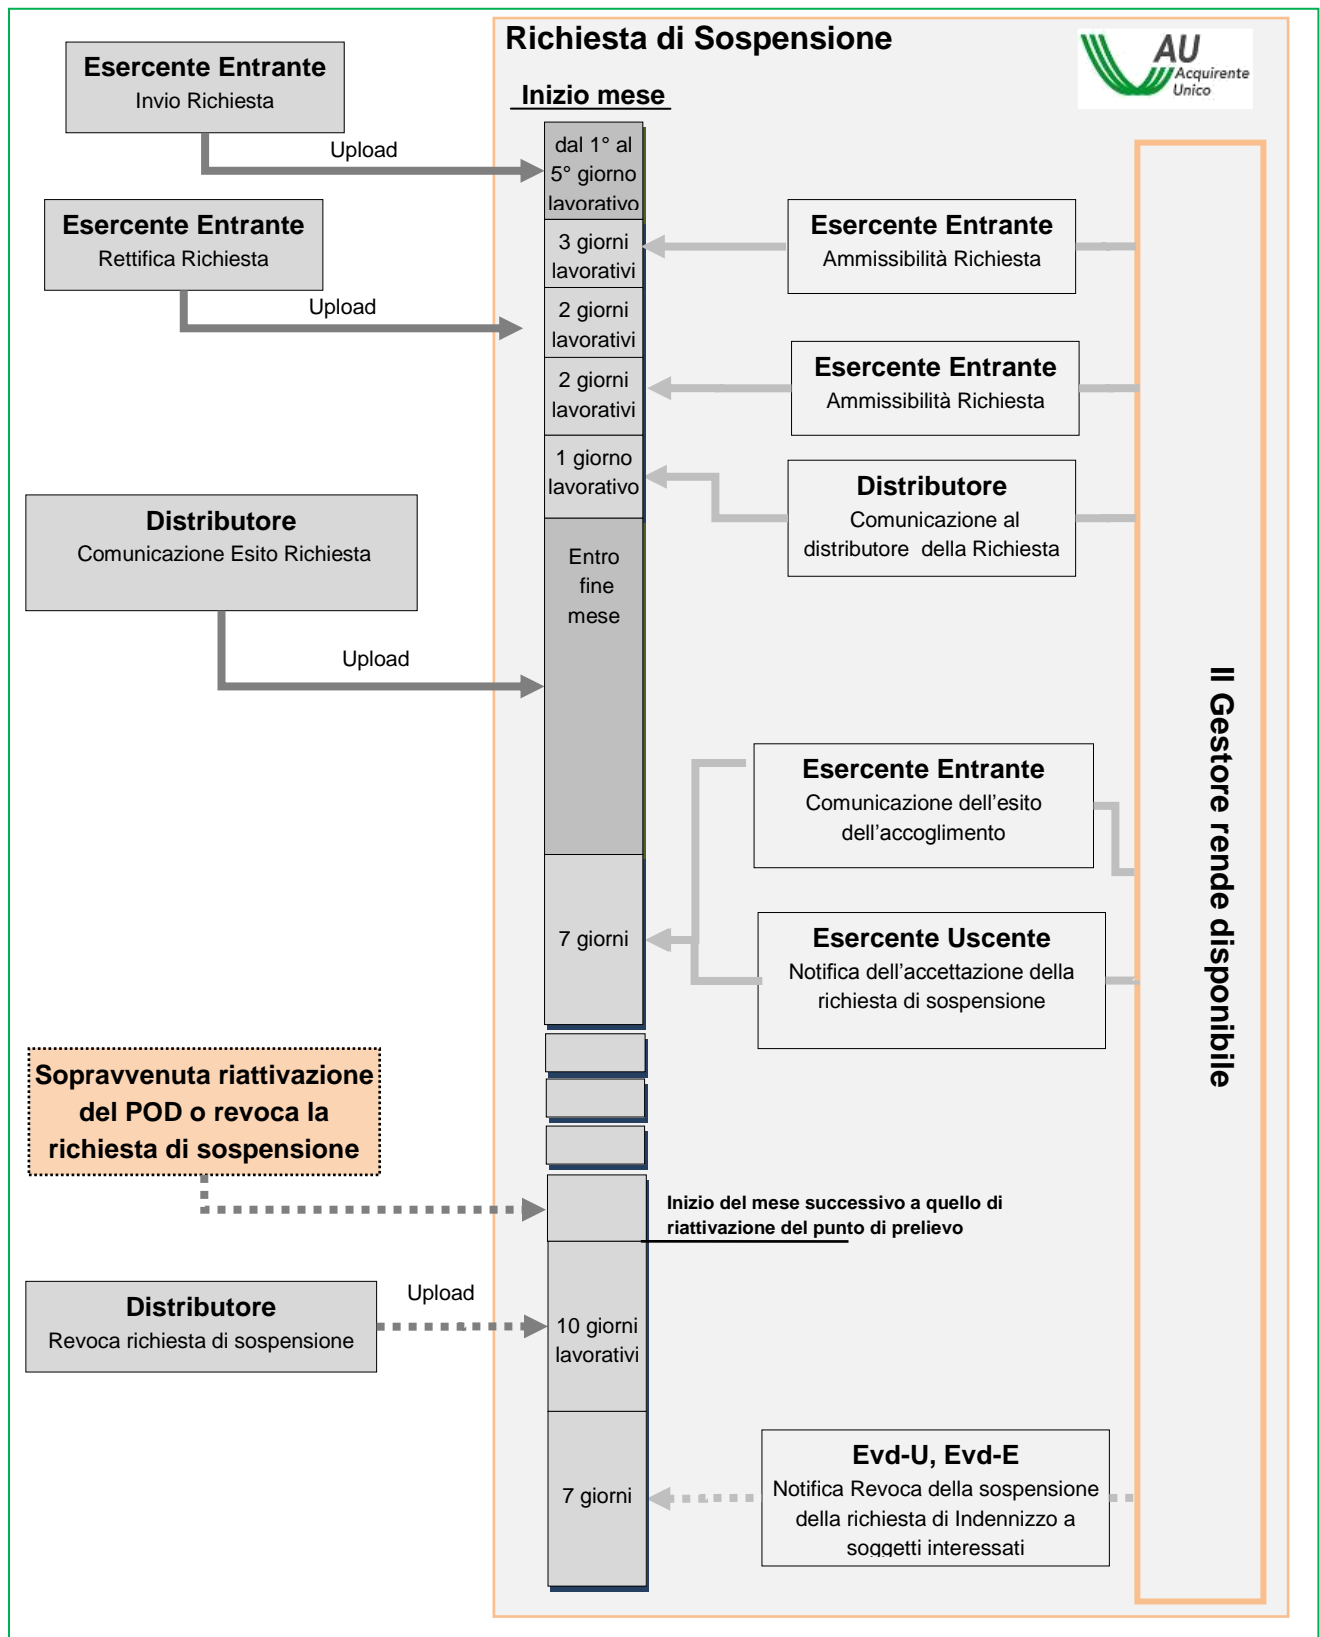 Richiesta di Sospensione
AU
Acquirente
Unico
Esercente Entrante
Invio Richiesta
Inizio mese
Upload
dal 1° al
5° giorno
lavorativo
Esercente Entrante
Rettifica Richiesta
3 giorni
lavorativi
Esercente Entrante
Ammissibilità Richiesta
Upload
2 giorni
lavorativi
2 giorni
lavorativi
Esercente Entrante
Ammissibilità Richiesta
1 giorno
lavorativo
Distributore
Comunicazione al
distributore della Richiesta
Distributore
Comunicazione Esito Richiesta
Entro
fine
mese
Upload
Il Gestore rende disponibile
Esercente Entrante
Comunicazione dell’esito
dell’accoglimento
7 giorni
Esercente Uscente
Notifica dell’accettazione della
richiesta di sospensione
Sopravvenuta riattivazione
del POD o revoca la
richiesta di sospensione
Inizio del mese successivo a quello di
riattivazione del punto di prelievo
Distributore
Revoca richiesta di sospensione
Upload
10 giorni
lavorativi
7 giorni
Evd-U, Evd-E
Notifica Revoca della sospensione
della richiesta di Indennizzo a
soggetti interessati